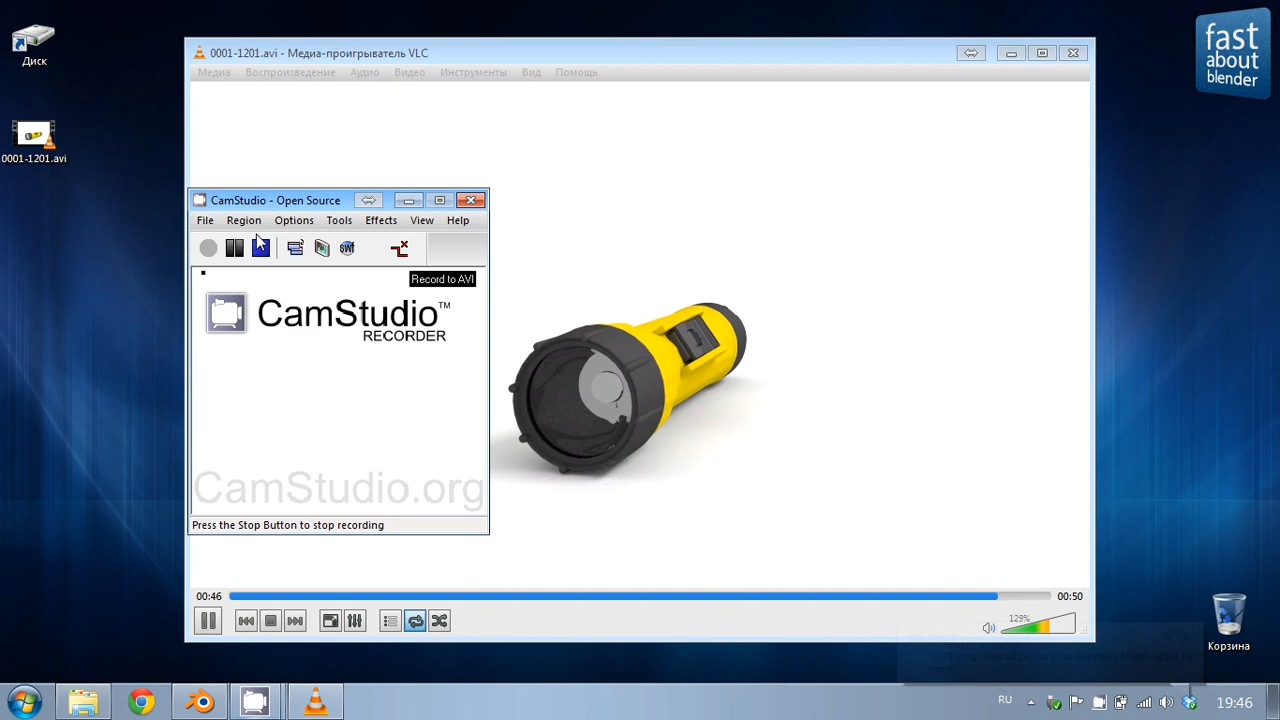 Диск
0001-1201.avi
0001-1201.avi - Медиа-проигрыватель VLC
Медиа Воспроизведение Аудио Видео Инструменты Вид Помощь
fast
about
blender
CamStudio - Open Source
File Region Options Tools Effects View Help
SWF
Record to AVI
CamStudio™
RECORDER
CamStudio.org
Press the Stop Button to stop recording
00:46
00:50
129%
Корзина
RU
19:46